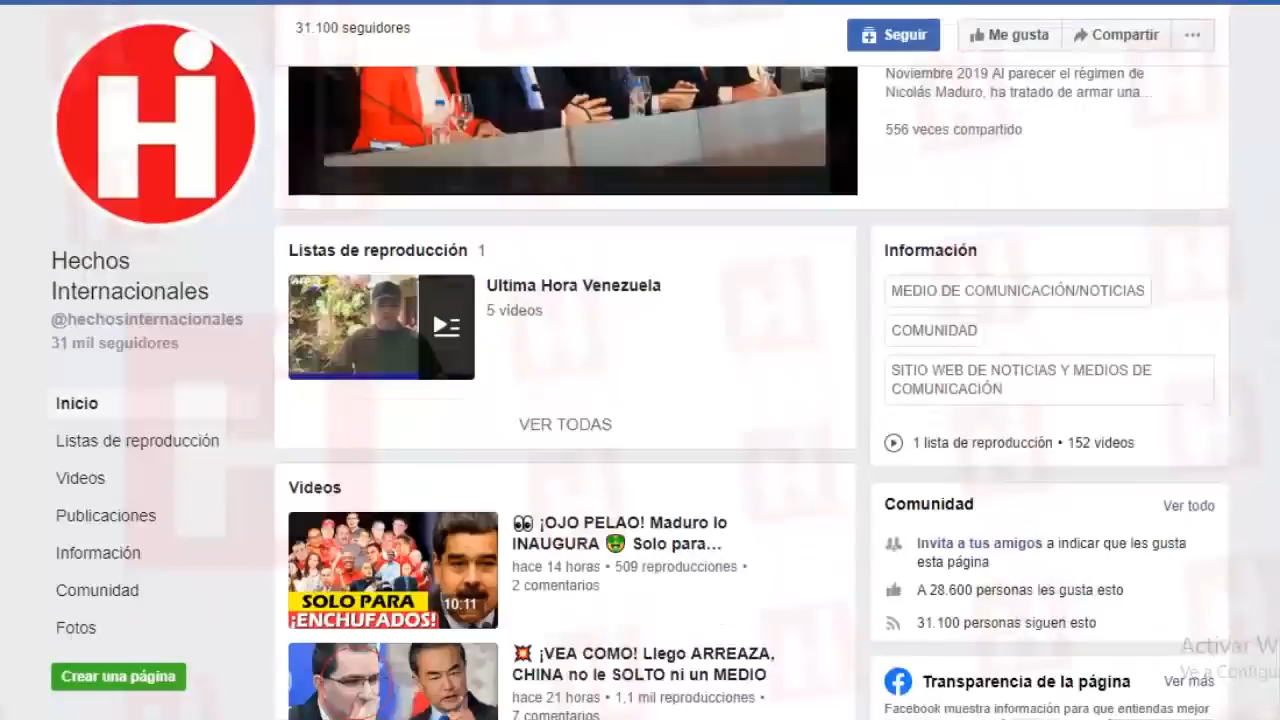 31.100 seguidores
Seguir
Me gusta
Compartir
Noviembre 2019 Al parecer el régimen de
Nicolás Maduro, ha tratado de armar una...
556 veces compartido
Hi
Hechos
Internacionales
@hechosinternacionales
31 mil seguidores
Inicio
Listas de reproducción
Videos
Publicaciones
Información
Comunidad
Fotos
Crear una página
Listas de reproducción 1
Ultima Hora Venezuela
5 videos
VER TODAS
Videos
SOLO PARA
¡ENCHUFADOS!
10:11
👀 ¡OJO PELAO! Maduro lo
INAUGURA 🤑 Solo para...
hace 14 horas • 509 reproducciones •
2 comentarios
💥 ¡VEA COMO! Llego ARREAZA,
CHINA no le SOLTO ni un MEDIO
hace 21 horas • 1,1 mil reproducciones •
7 comentarios
Información
MEDIO DE COMUNICACIÓN/NOTICIAS
COMUNIDAD
SITIO WEB DE NOTICIAS Y MEDIOS DE
COMUNICACIÓN
1 lista de reproducción • 152 videos
Comunidad
Ver todo
Invita a tus amigos a indicar que les gusta
esta página
A 28.600 personas les gusta esto
31.100 personas siguen esto
Activar W
Ve a Configu
Transparencia de la página
Ver más
Facebook muestra información para que entiendas mejor